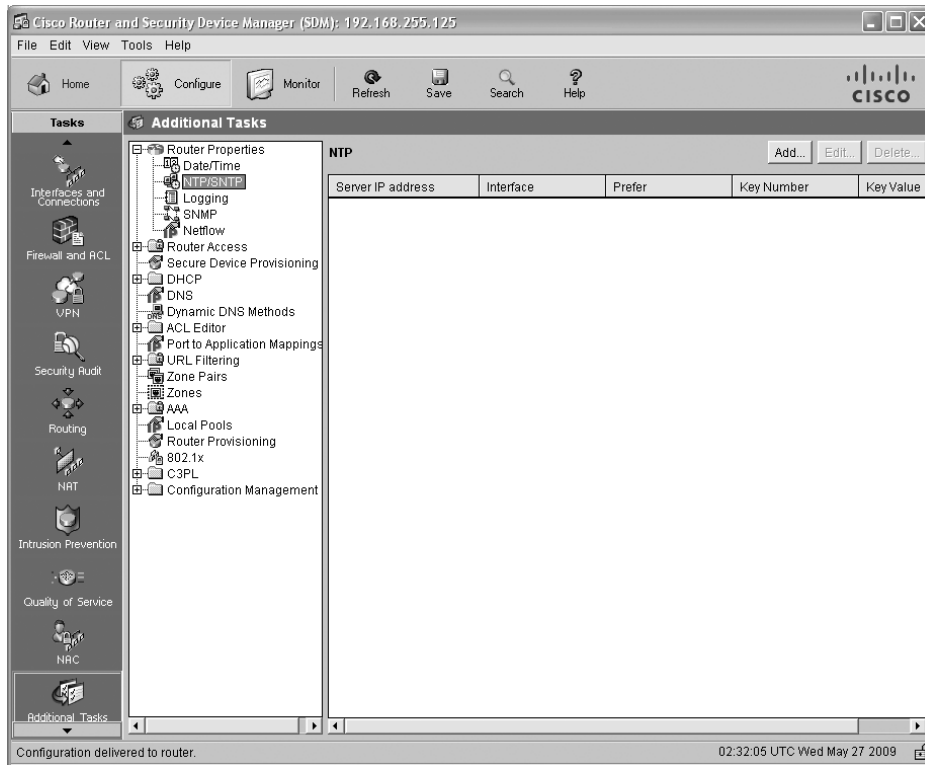 Cisco Router and Security Device Manager (SDM): 192.168.255.125
File Edit View Tools Help
Home
Configure
Monitor
Refresh
Save
Search
Help
CISCO
Tasks
Additional Tasks
Interfaces and
Connections
Firewall and ACL
VPN
Security Audit
Routing
NAT
Intrusion Prevention
Quality of Service
NAC
Additional Tasks
Router Properties
Date/Time
NTP/SNTP
Logging
SNMP
Netflow
Router Access
Secure Device Provisioning
DHCP
DNS
Dynamic DNS Methods
ACL Editor
Port to Application Mappings
URL Filtering
Zone Pairs
Zones
AAA
Local Pools
Router Provisioning
802.1x
C3PL
Configuration Management
NTP
Add... Edit... Delete...
Server IP address Interface Prefer Key Number Key Value
Configuration delivered to router.
02:32:05 UTC Wed May 27 2009